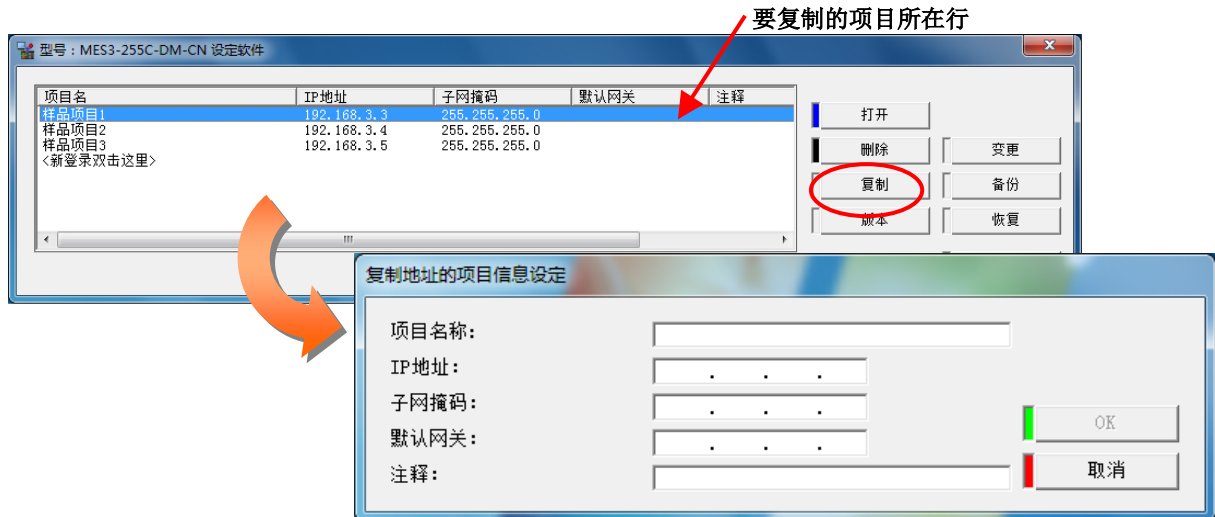 要复制的项目所在行
型号：MES3-255C-DM-CN 设定软件
项目名 IP地址 子网掩码 默认网关 注释
样品项目1 192.168.3.3 255.255.255.0
样品项目2 192.168.3.4 255.255.255.0
样品项目3 192.168.3.5 255.255.255.0
<新登录双击这里>
打开
删除 变更
复制 备份
版本 恢复
复制地址的项目信息设定
项目名称:
IP地址:
子网掩码:
默认网关:
注释:
OK
取消